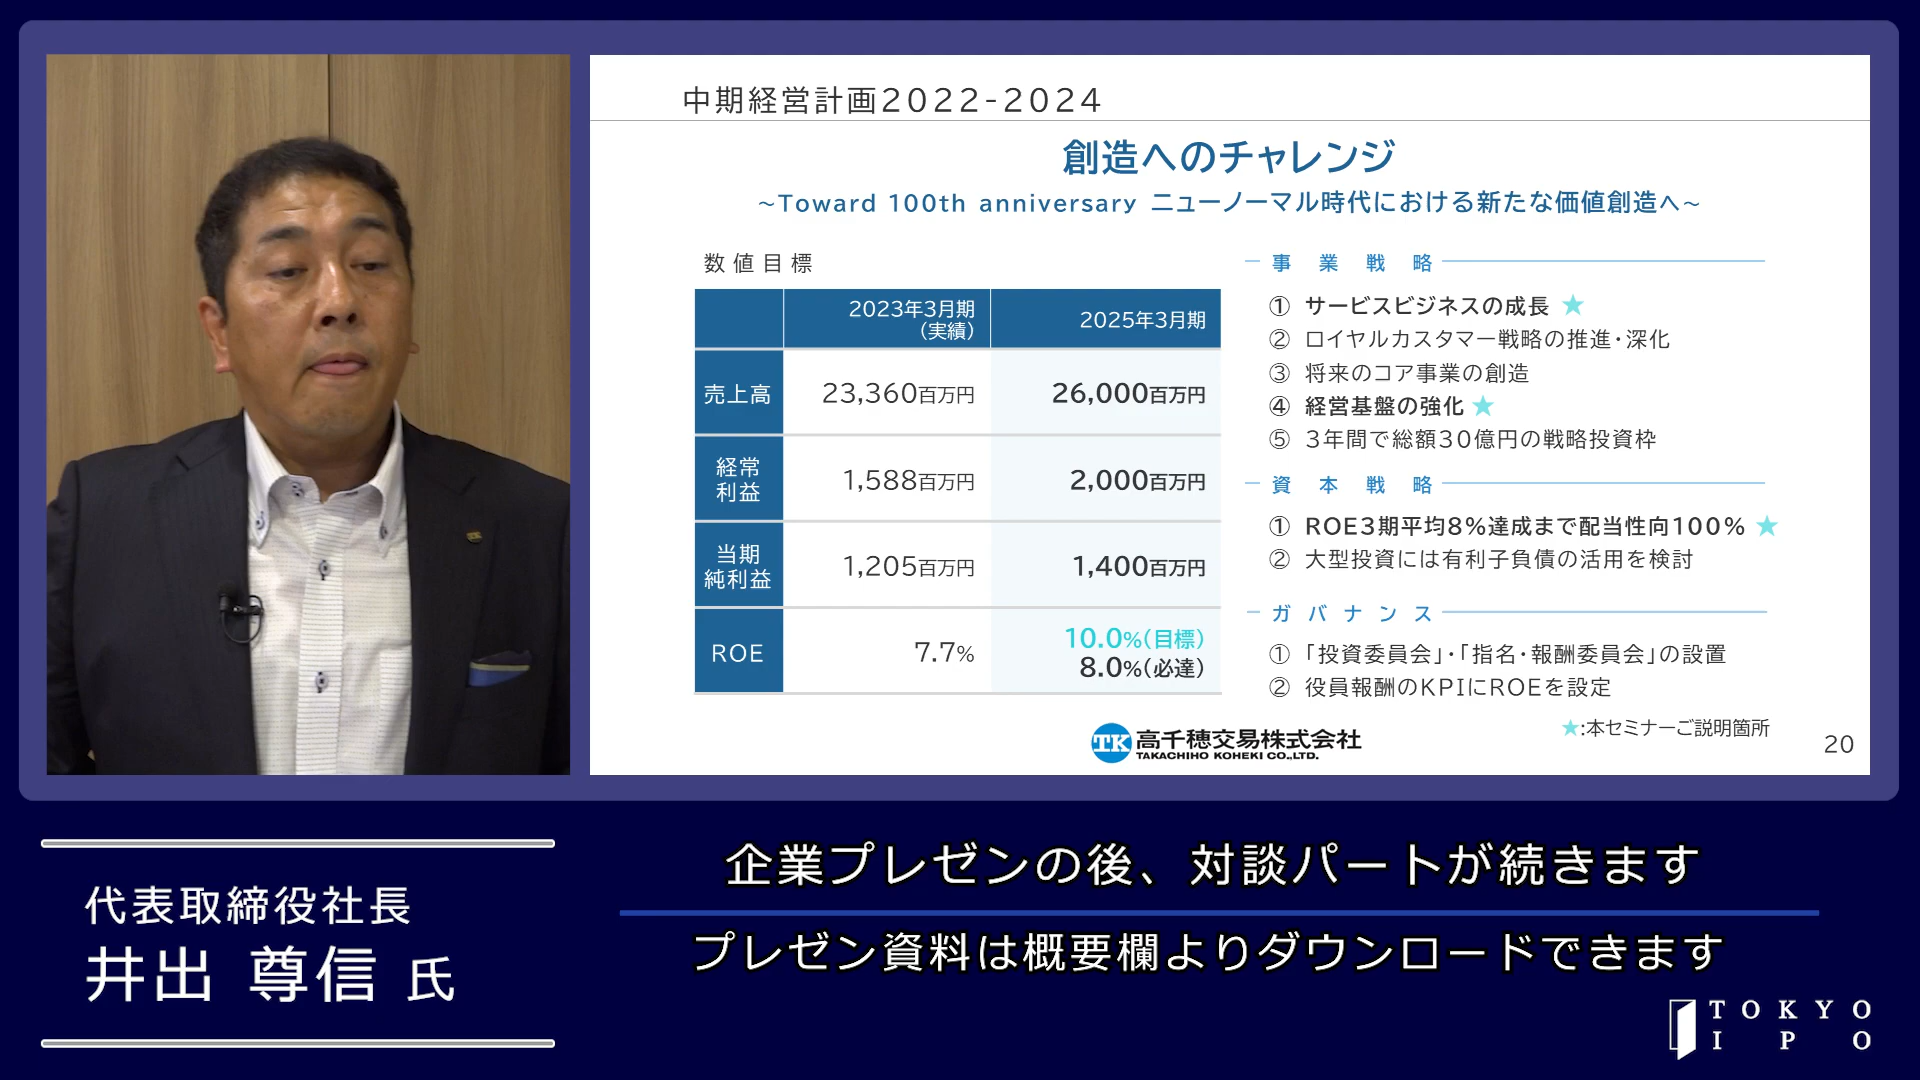 中期経営計画2022-2024
創造へのチャレンジ
~Toward 100th anniversary ニューノーマル時代における新たな価値創造へ~
数値目標
2023年3月期
(実績)
2025年3月期
売上高
23,360百万円
26,000百万円
経常
利益
1,588百万円
2,000百万円
当期
純利益
1,205百万円
1,400百万円
ROE
7.7%
10.0%(目標)
8.0%(必達)
事業戦略
① サービスビジネスの成長 ★
② ロイヤルカスタマー戦略の推進・深化
③ 将来のコア事業の創造
④ 経営基盤の強化 ★
⑤ 3年間で総額30億円の戦略投資枠
資本戦略
① ROE3期平均8%達成まで配当性向100% ★
② 大型投資には有利子負債の活用を検討
ガバナンス
① 「投資委員会」・「指名・報酬委員会」の設置
② 役員報酬のKPIにROEを設定
★:本セミナーご説明箇所
TK 高千穂交易株式会社
TAKACHIHO KOHEKI CO.,LTD.
20
代表取締役社長
井出 尊信 氏
企業プレゼンの後、対談パートが続きます
プレゼン資料は概要欄よりダウンロードできます
TOKYO
IPO